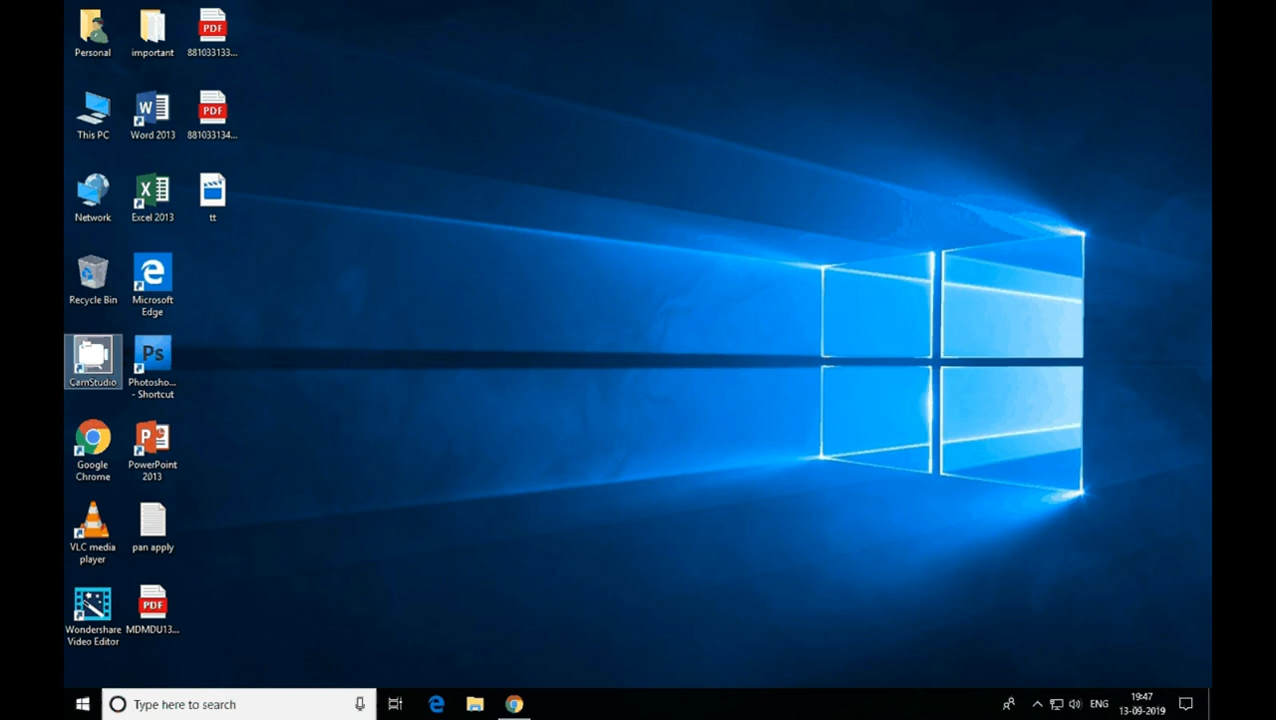 Personal
important
PDF
881033133...
This PC
W
Word 2013
PDF
881033134...
Network
X
Excel 2013
tt
Recycle Bin
Microsoft
Edge
CamStudio
Ps
Photosho...
- Shortcut
Google
Chrome
P
PowerPoint
2013
VLC media
player
pan apply
Wondershare
Video Editor
PDF
MDMDU13...
Type here to search
ENG
19:47
13-09-2019